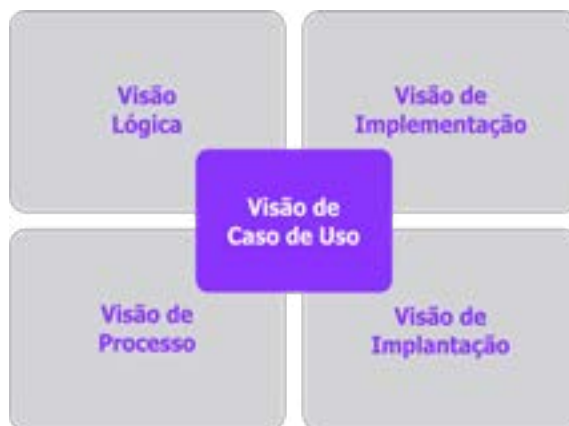 Visão
Lógica
Visão de
Implementação
Visão de
Caso de Uso
Visão de
Processo
Visão de
Implantação